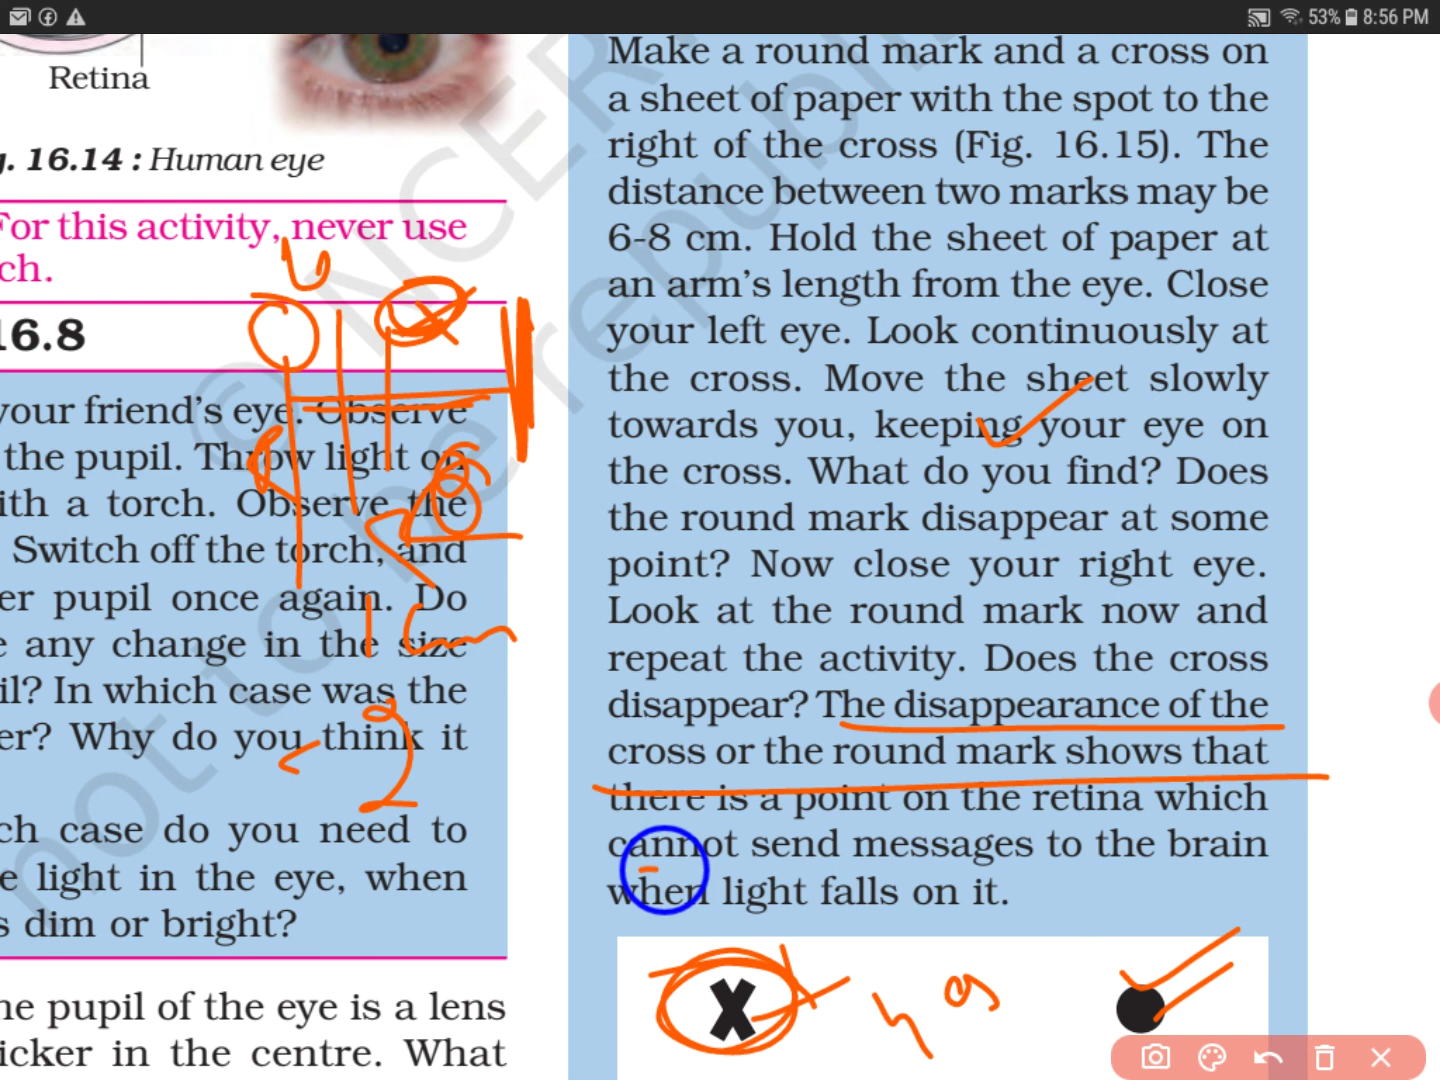 53% 8:56 PM
Retina
g. 16.14 : Human eye
For this activity, never use
ch.
16.8
your friend's eye. Observe
the pupil. Throw light on
ith a torch. Observe the
Switch off the torch, and
er pupil once again. Do
e any change in the size
il? In which case was the
er? Why do you think it
ch case do you need to
e light in the eye, when
s dim or bright?
he pupil of the eye is a lens
icker in the centre. What
Make a round mark and a cross on
a sheet of paper with the spot to the
right of the cross (Fig. 16.15). The
distance between two marks may be
6-8 cm. Hold the sheet of paper at
an arm's length from the eye. Close
your left eye. Look continuously at
the cross. Move the sheet slowly
towards you, keeping your eye on
the cross. What do you find? Does
the round mark disappear at some
point? Now close your right eye.
Look at the round mark now and
repeat the activity. Does the cross
disappear? The disappearance of the
cross or the round mark shows that
there is a point on the retina which
cannot send messages to the brain
when light falls on it.
© NCERT
not to be republi